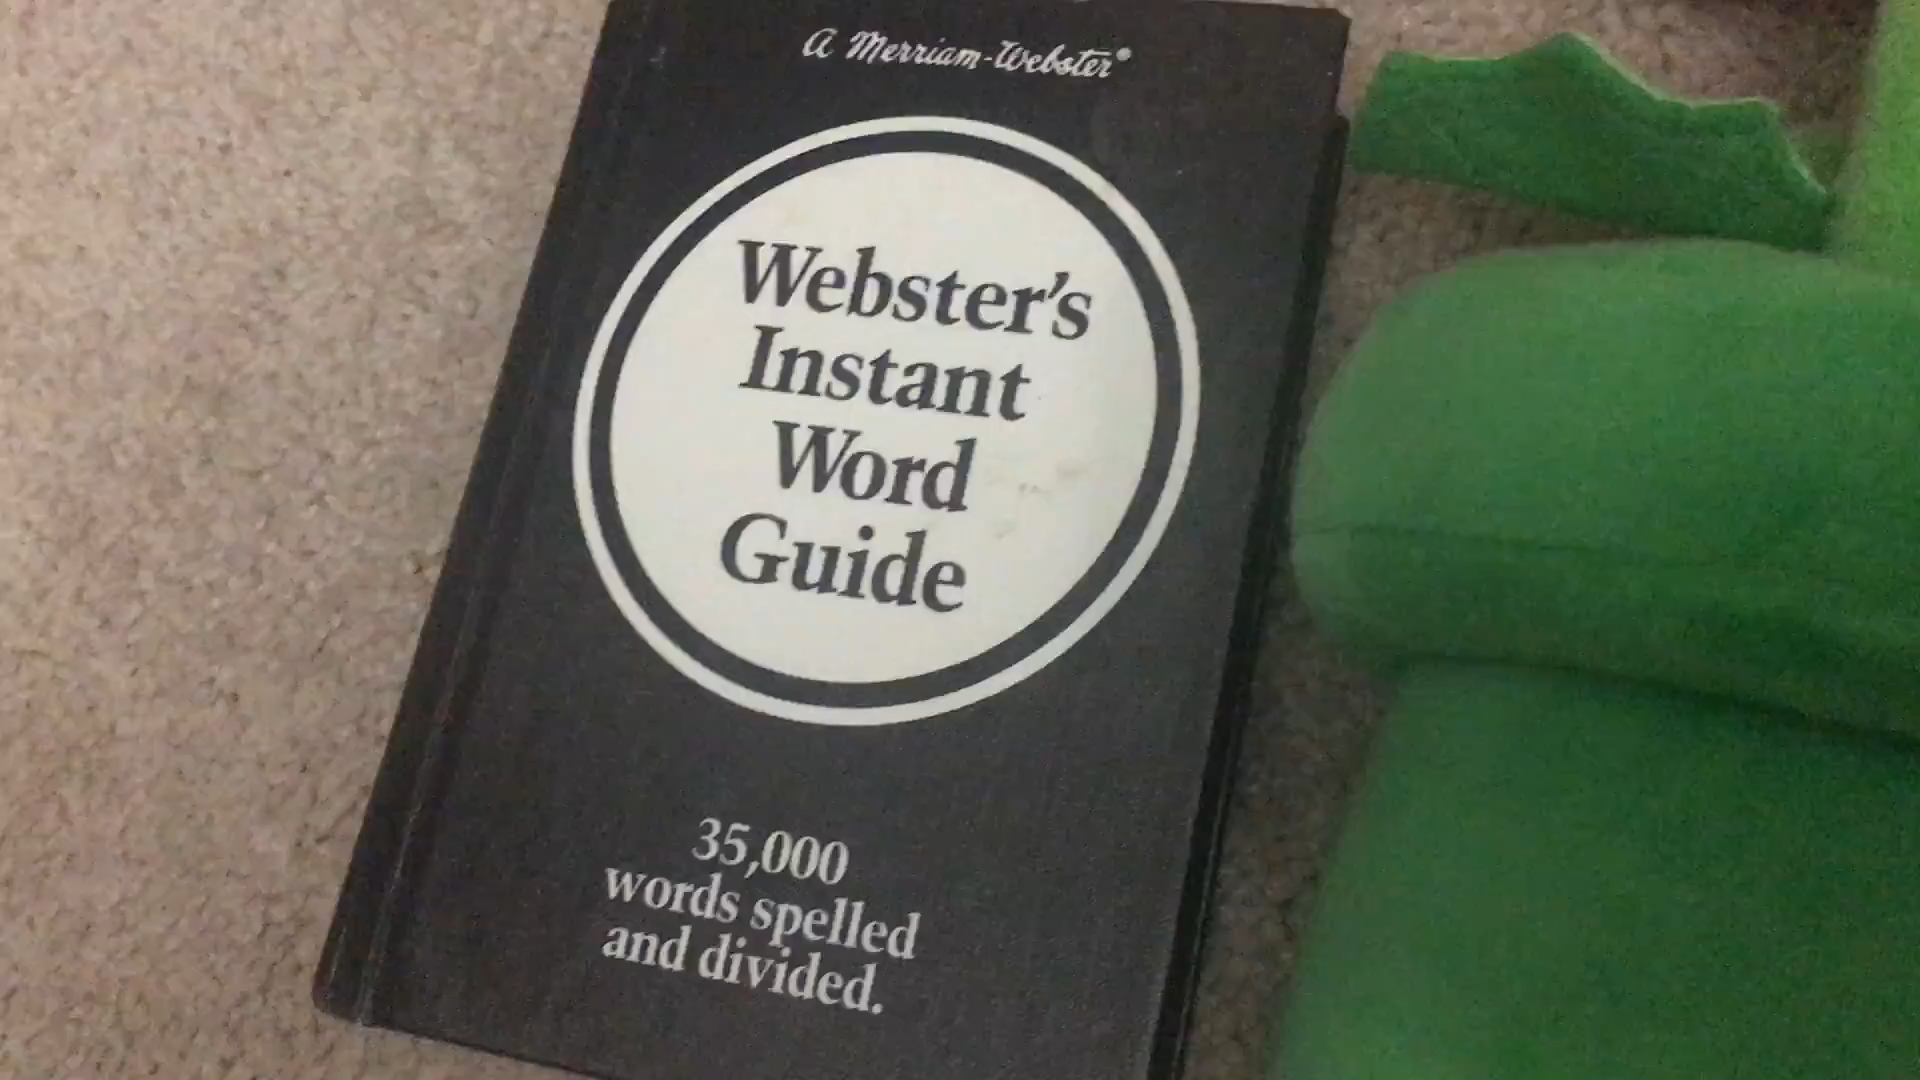 A Merriam-Webster®
Webster's
Instant
Word
Guide
35,000
words spelled
and divided.